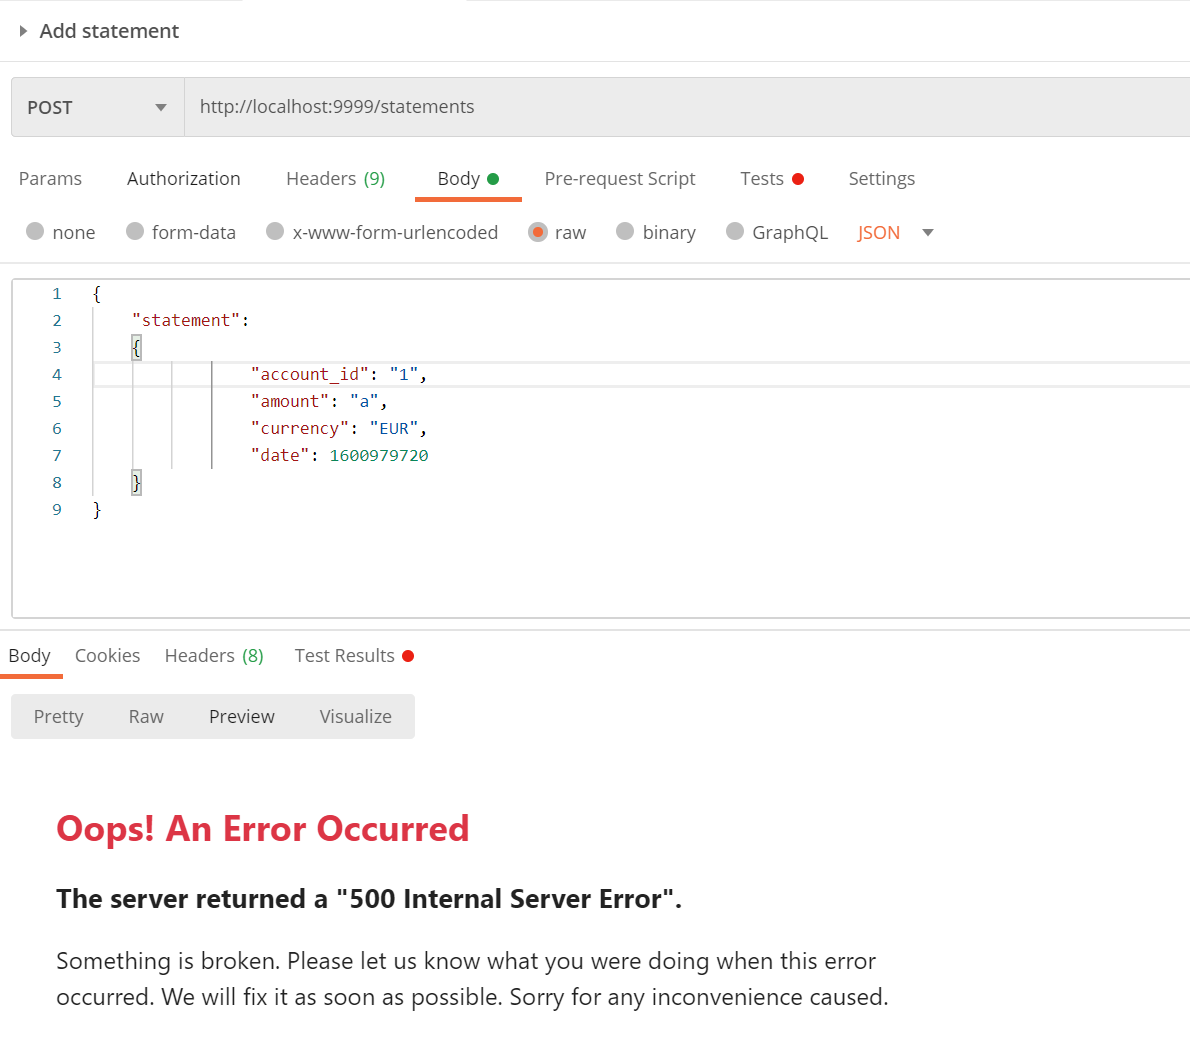 Add statement
POST http://localhost:9999/statements
Params Authorization Headers (9) Body Pre-request Script Tests Settings
none form-data x-www-form-urlencoded raw binary GraphQL JSON
1 {
2 "statement":
3 {
4 "account_id": "1",
5 "amount": "a",
6 "currency": "EUR",
7 "date": 1600979720
8 }
9 }
Body Cookies Headers (8) Test Results
Pretty Raw Preview Visualize
Oops! An Error Occurred
The server returned a "500 Internal Server Error".
Something is broken. Please let us know what you were doing when this error
occurred. We will fix it as soon as possible. Sorry for any inconvenience caused.